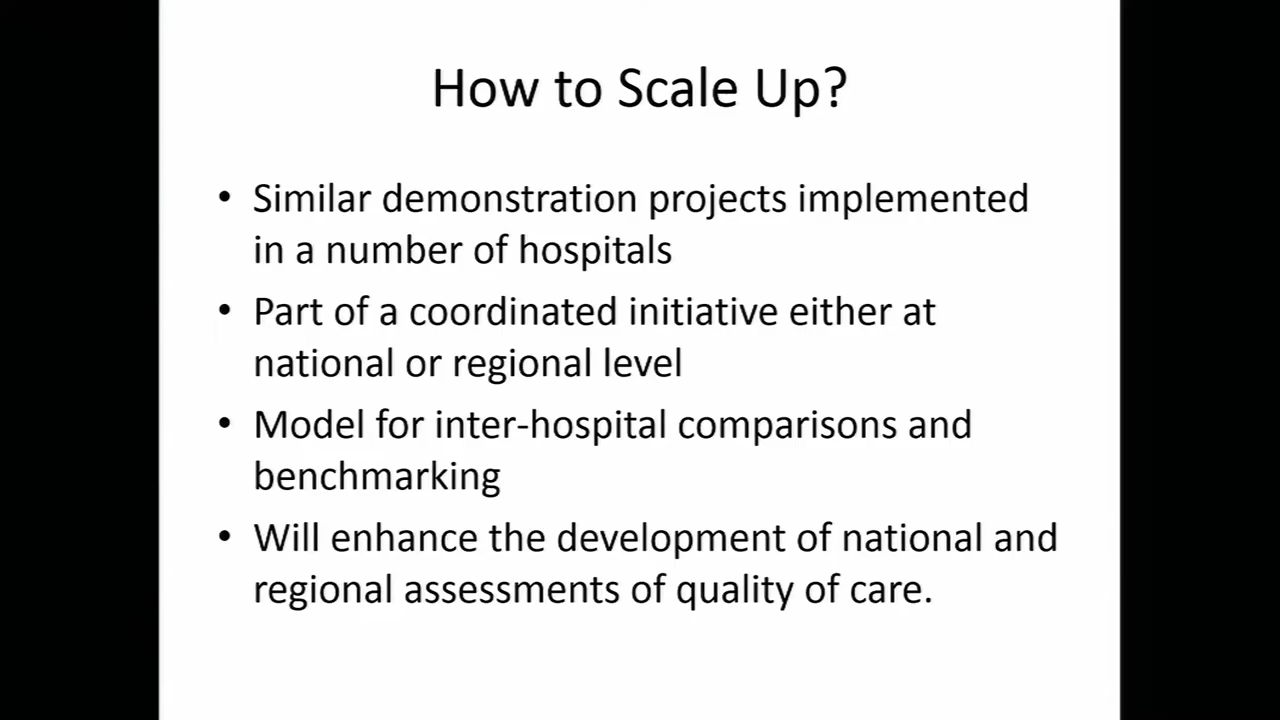 How to Scale Up?
• Similar demonstration projects implemented
in a number of hospitals
• Part of a coordinated initiative either at
national or regional level
• Model for inter-hospital comparisons and
benchmarking
• Will enhance the development of national and
regional assessments of quality of care.